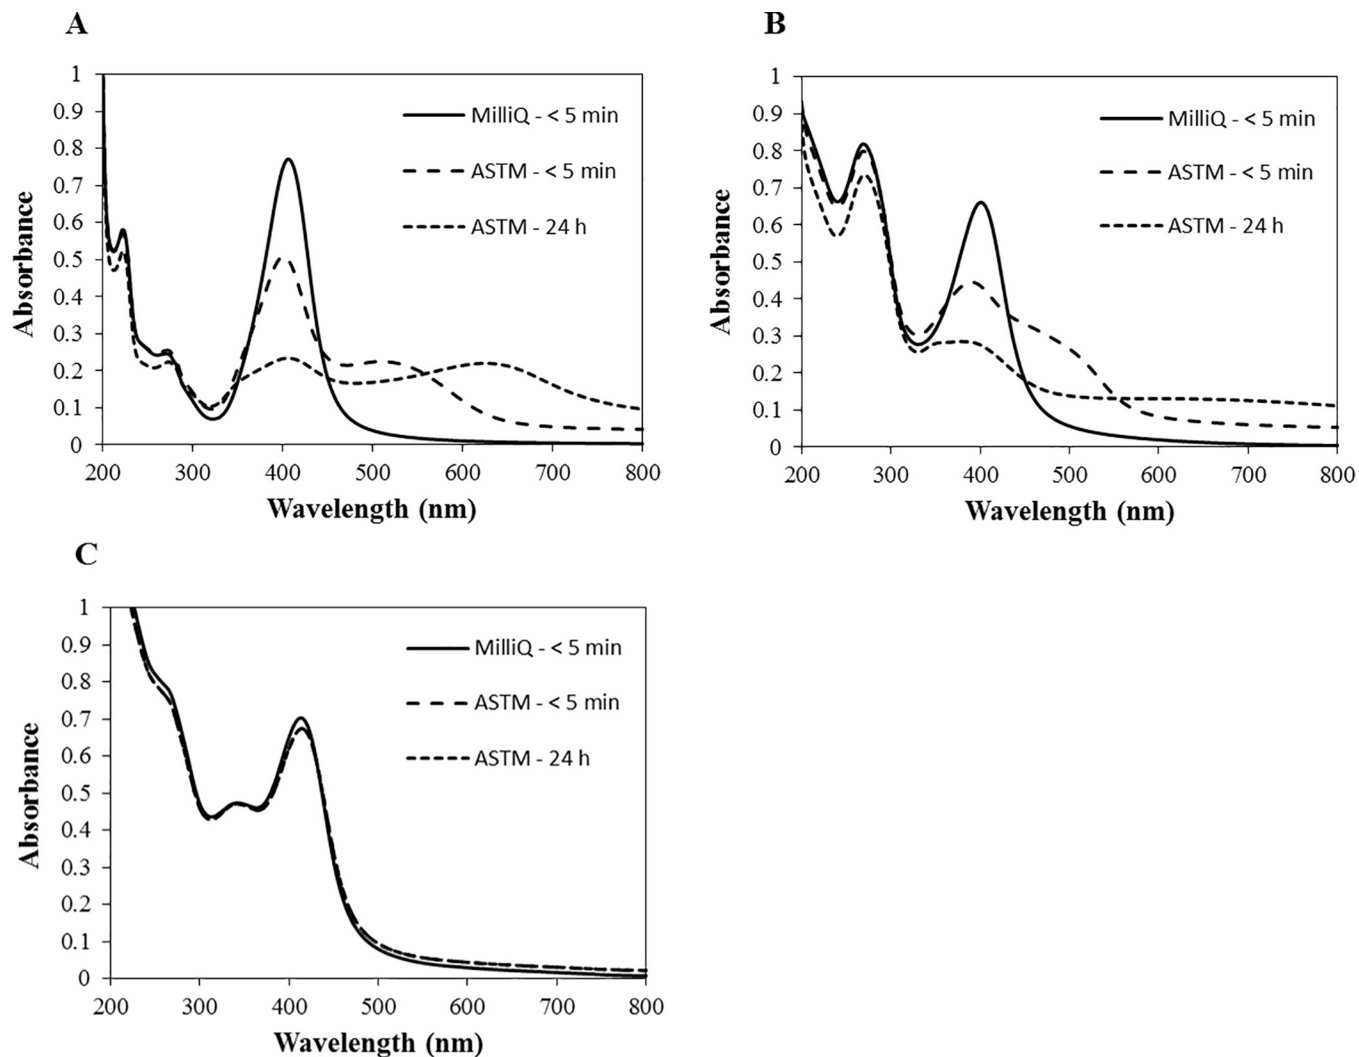 A
1
0.9
0.8
0.7
0.6
0.5
0.4
0.3
0.2
0.1
0
Absorbance
MilliQ - < 5 min
ASTM - < 5 min
ASTM - 24 h
200 300 400 500 600 700 800
Wavelength (nm)
B
1
0.9
0.8
0.7
0.6
0.5
0.4
0.3
0.2
0.1
0
Absorbance
MilliQ - < 5 min
ASTM - < 5 min
ASTM - 24 h
200 300 400 500 600 700 800
Wavelength (nm)
C
1
0.9
0.8
0.7
0.6
0.5
0.4
0.3
0.2
0.1
0
Absorbance
MilliQ - < 5 min
ASTM - < 5 min
ASTM - 24 h
200 300 400 500 600 700 800
Wavelength (nm)